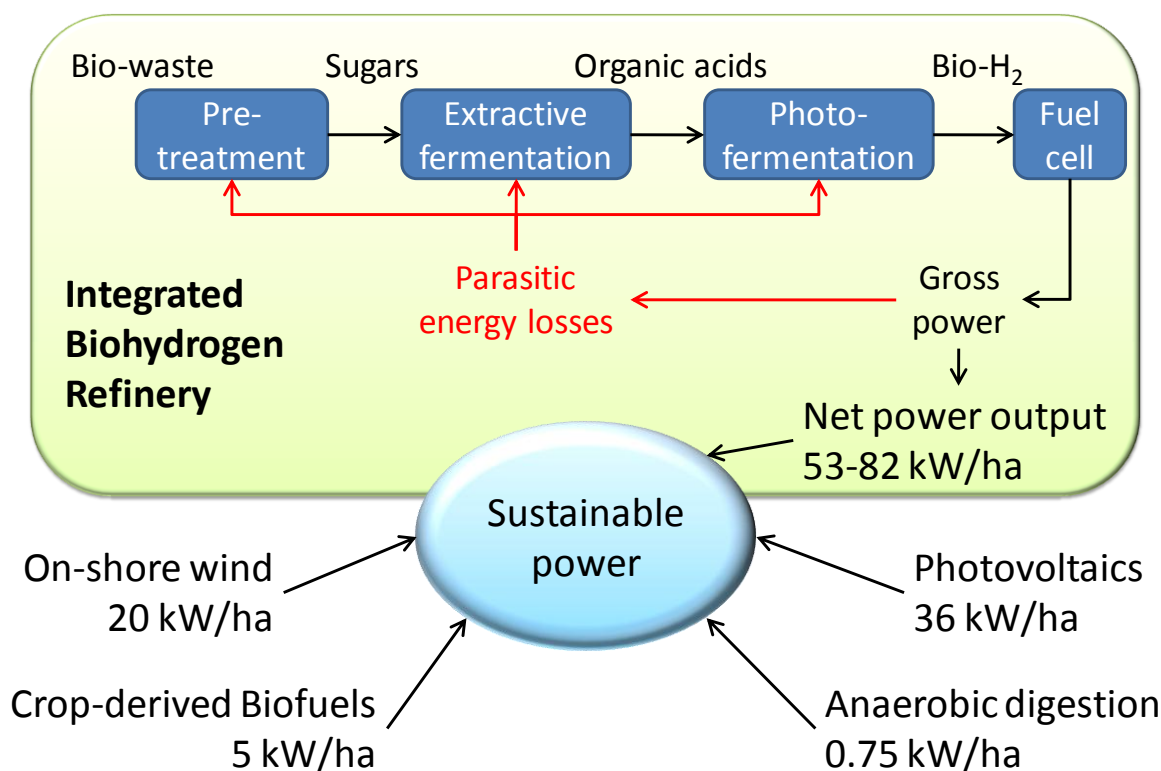 Bio-waste
Sugars
Organic acids
Bio-H₂
Pre-
treatment
Extractive
fermentation
Photo-
fermentation
Fuel
cell
Parasitic
energy losses
Gross
power
Integrated
Biohydrogen
Refinery
Net power output
53-82 kW/ha
Sustainable
power
On-shore wind
20 kW/ha
Photovoltaics
36 kW/ha
Crop-derived Biofuels
5 kW/ha
Anaerobic digestion
0.75 kW/ha